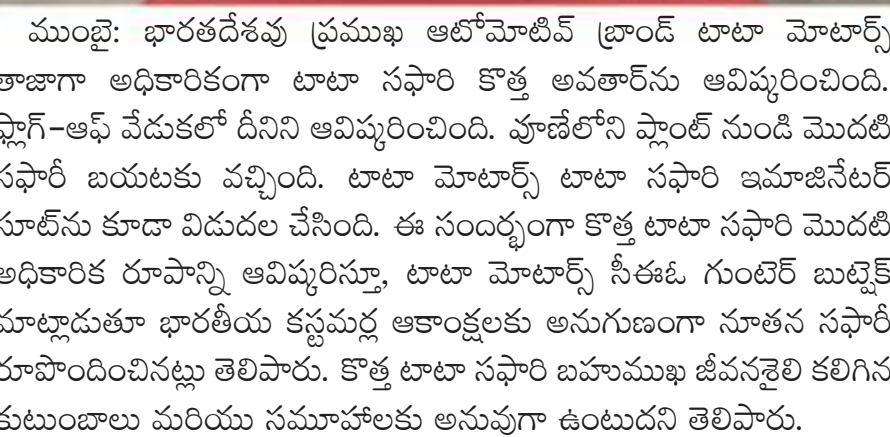 ముంబై: భారతదేశవు ప్రముఖ ఆటోమోటివ్ బ్రాండ్ టాటా మోటార్స్
తాజాగా అధికారికంగా టాటా సఫారి కొత్త అవతార్‌ను ఆవిష్కరించింది.
ఫ్లాగ్-ఆఫ్ వేడుకలో దీనిని ఆవిష్కరించింది. పూణేలోని ప్లాంట్ నుండి మొదటి
సఫారీ బయటకు వచ్చింది. టాటా మోటార్స్ టాటా సఫారి ఇమాజినేటర్
సూట్‌ను కూడా విడుదల చేసింది. ఈ సందర్భంగా కొత్త టాటా సఫారి మొదటి
అధికారిక రూపాన్ని ఆవిష్కరిస్తూ, టాటా మోటార్స్ సీఈఓ గుంటెర్ బుట్షెక్
మాట్లాడుతూ భారతీయ కస్టమర్ల ఆకాంక్షలకు అనుగుణంగా నూతన సఫారీ
రూపొందించినట్లు తెలిపారు. కొత్త టాటా సఫారి బహుముఖ జీవనశైలి కలిగిన
కుటుంబాలు మరియు సమూహాలకు అనువుగా ఉంటుదని తెలిపారు.